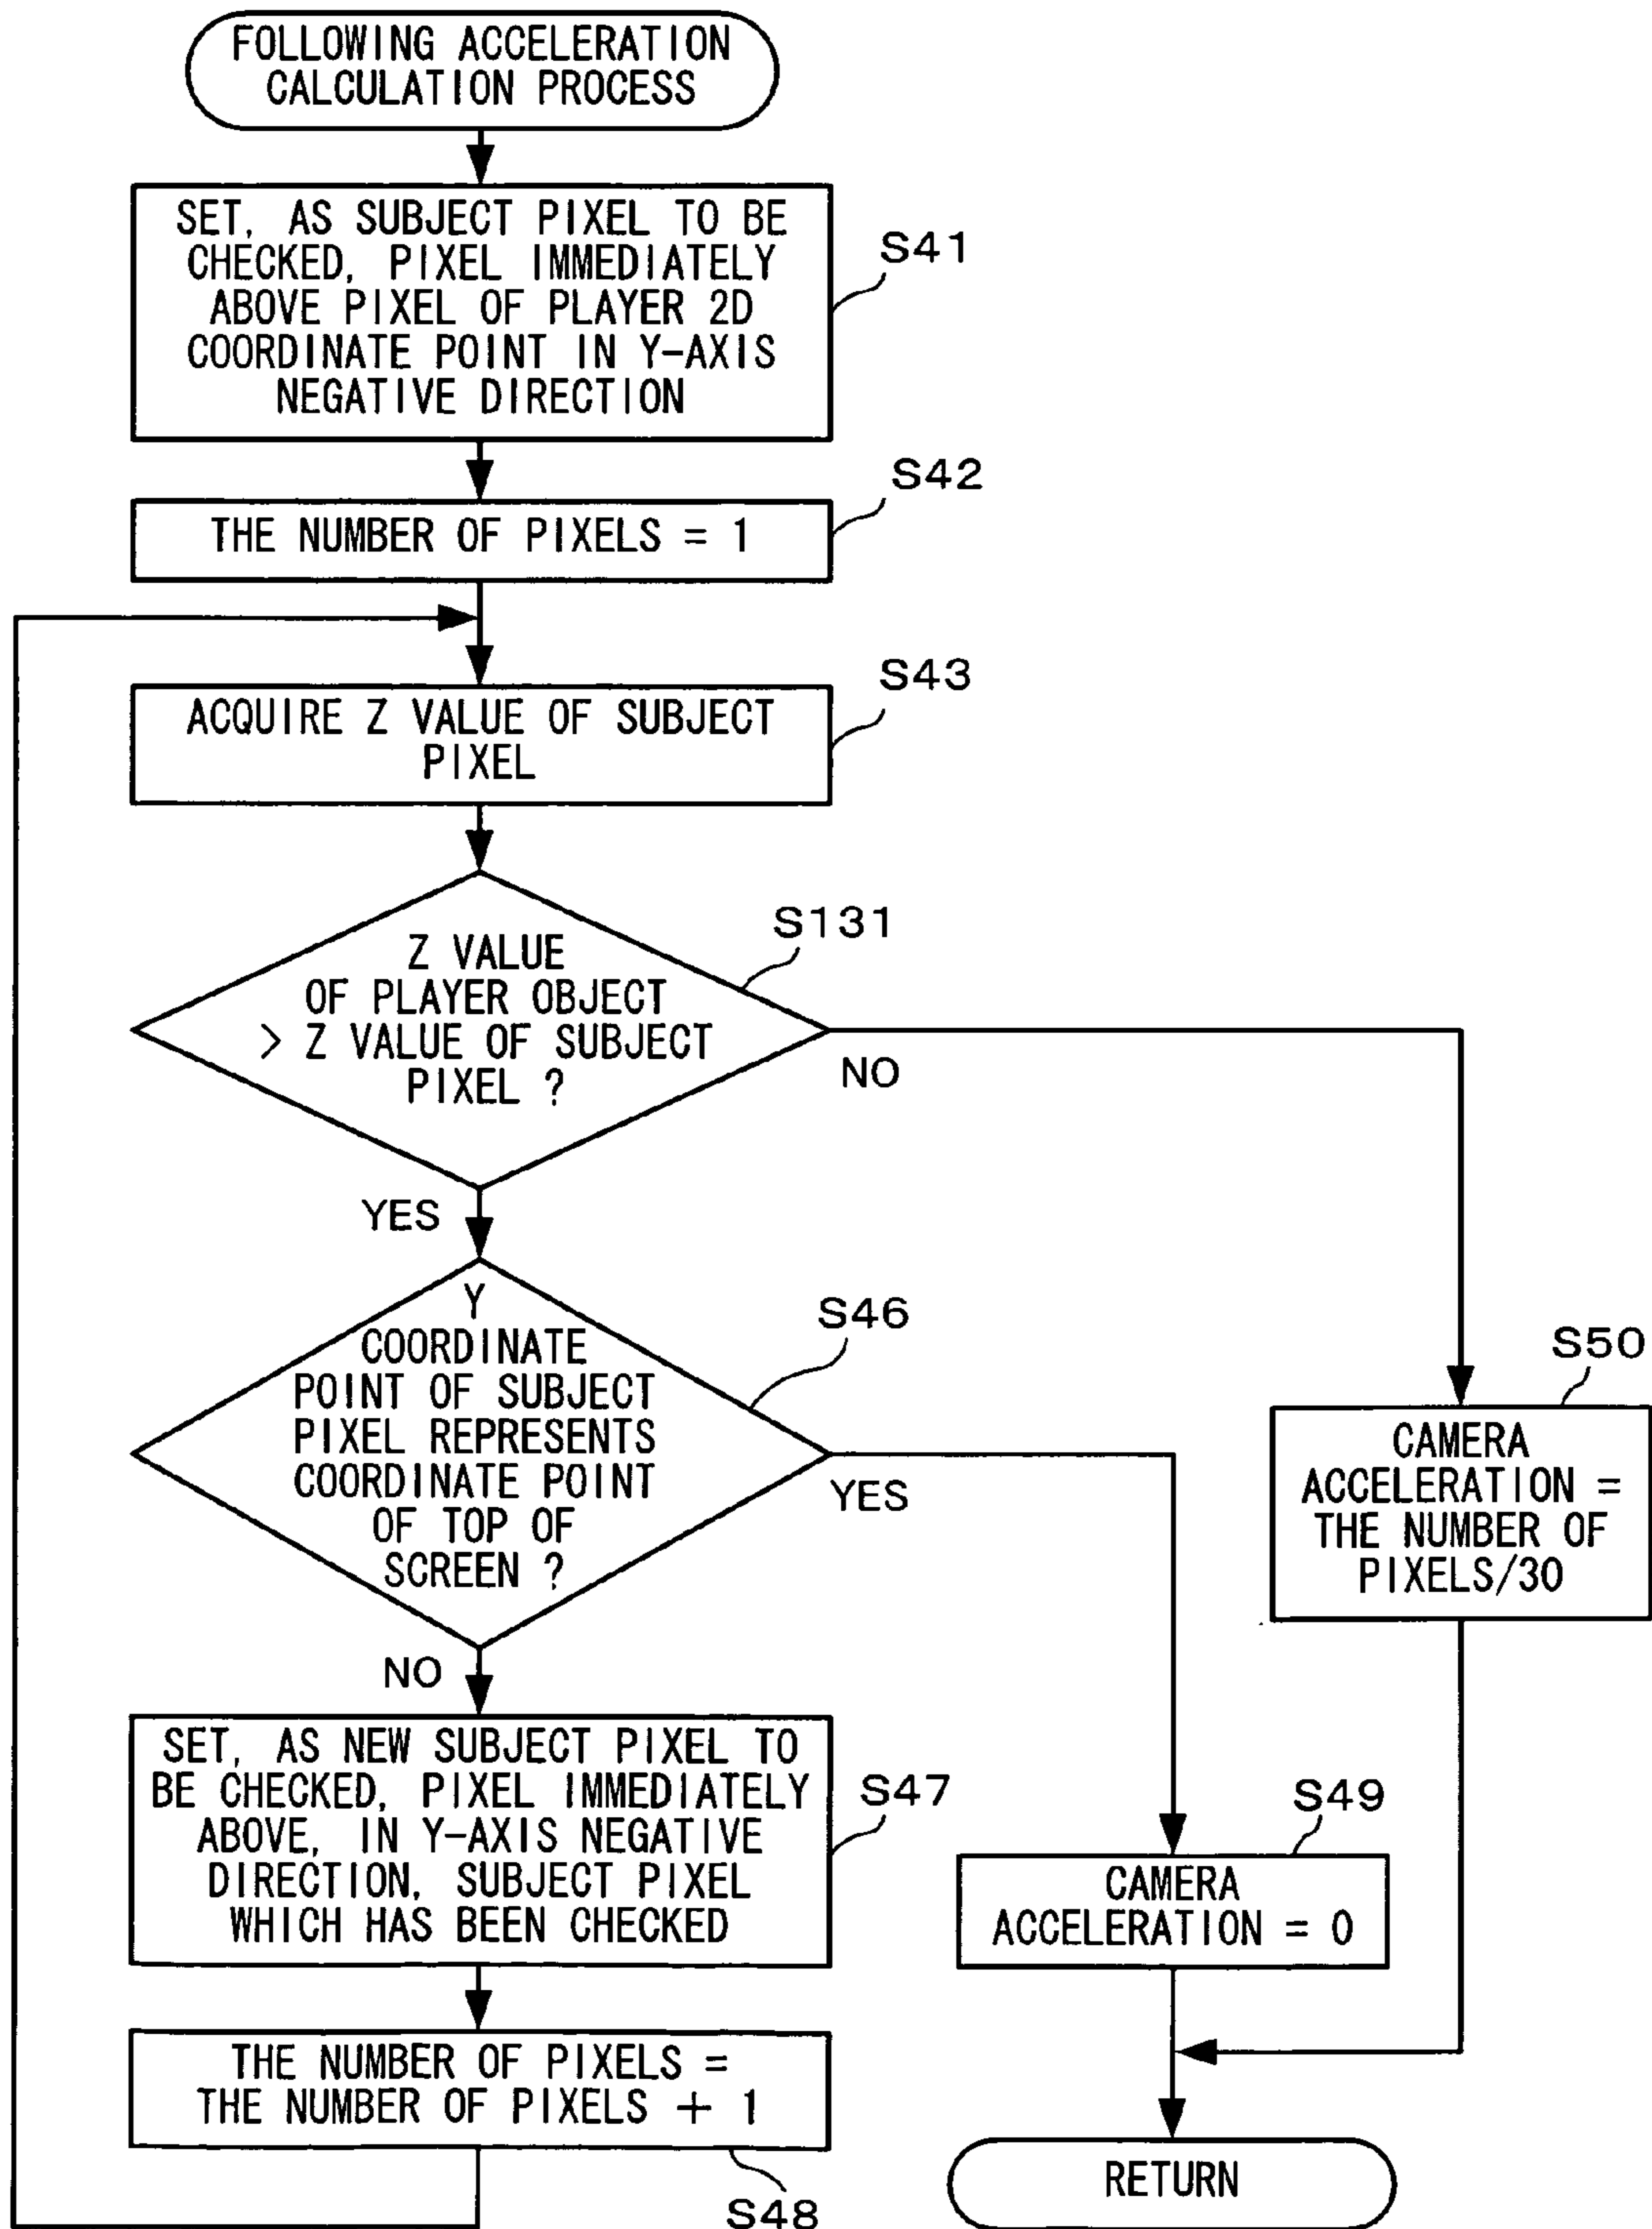 FOLLOWING ACCELERATION
CALCULATION PROCESS
SET, AS SUBJECT PIXEL TO BE
CHECKED, PIXEL IMMEDIATELY
ABOVE PIXEL OF PLAYER 2D
COORDINATE POINT IN Y-AXIS
NEGATIVE DIRECTION
S41
S42
THE NUMBER OF PIXELS = 1
S43
ACQUIRE Z VALUE OF SUBJECT
PIXEL
S131
Z VALUE
OF PLAYER OBJECT
> Z VALUE OF SUBJECT
PIXEL ?
NO
YES
S46
Y
COORDINATE
POINT OF SUBJECT
PIXEL REPRESENTS
COORDINATE POINT
OF TOP OF
SCREEN ?
YES
NO
S50
CAMERA
ACCELERATION =
THE NUMBER OF
PIXELS/30
SET, AS NEW SUBJECT PIXEL TO
BE CHECKED, PIXEL IMMEDIATELY
ABOVE, IN Y-AXIS NEGATIVE
DIRECTION, SUBJECT PIXEL
WHICH HAS BEEN CHECKED
S47
S49
CAMERA
ACCELERATION = 0
THE NUMBER OF PIXELS =
THE NUMBER OF PIXELS + 1
S48
RETURN